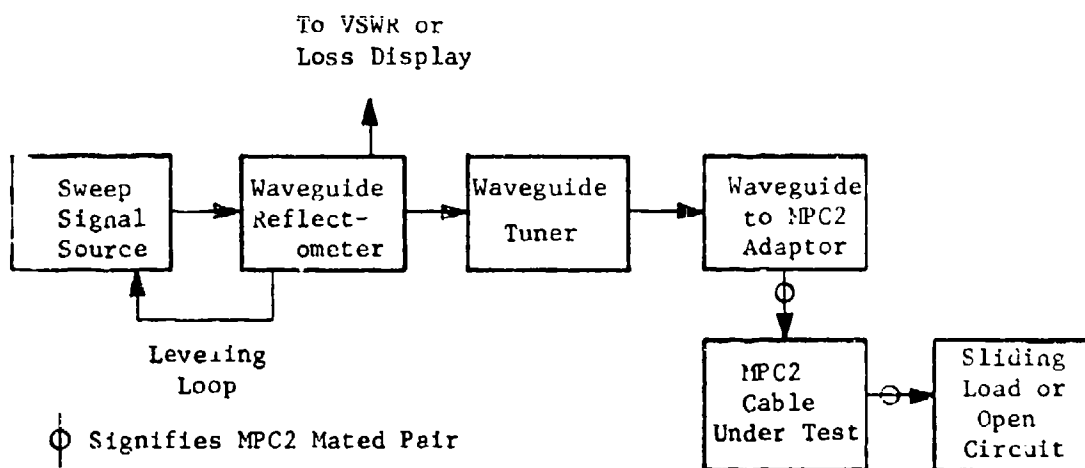 To VSWR or
Loss Display
Sweep
Signal
Source
Waveguide
Reflect-
ometer
Waveguide
Tuner
Waveguide
to MPC2
Adaptor
Leveling
Loop
MPC2
Cable
Under Test
Sliding
Load or
Open
Circuit
Signifies MPC2 Mated Pair